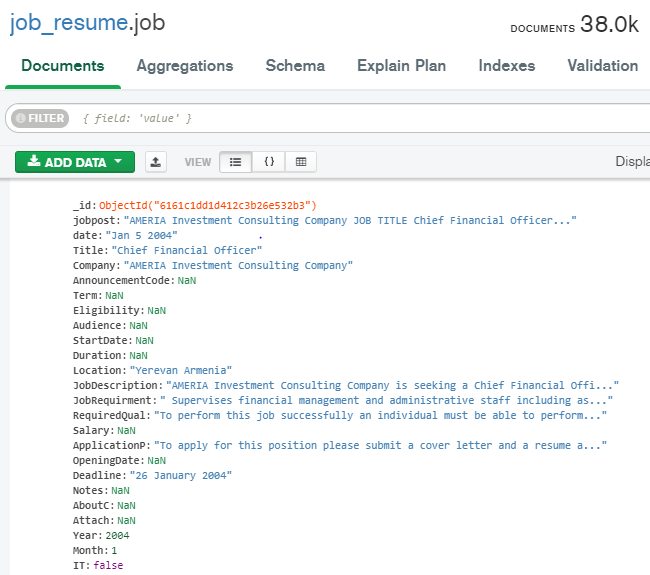 job_resume.job
DOCUMENTS 38.0k
Documents Aggregations Schema Explain Plan Indexes Validation
FILTER { field: 'value' }
ADD DATA VIEW {} Displa
_id: ObjectId("6161c1dd1d412c3b26e532b3")
jobpost: "AMERIA Investment Consulting Company JOB TITLE Chief Financial Officer..."
date: "Jan 5 2004"
Title: "Chief Financial Officer"
Company: "AMERIA Investment Consulting Company"
AnnouncementCode: NaN
Term: NaN
Eligibility: NaN
Audience: NaN
StartDate: NaN
Duration: NaN
Location: "Yerevan Armenia"
JobDescription: "AMERIA Investment Consulting Company is seeking a Chief Financial Offi..."
JobRequirment: " Supervises financial management and administrative staff including as..."
RequiredQual: "To perform this job successfully an individual must be able to perform..."
Salary: NaN
ApplicationP: "To apply for this position please submit a cover letter and a resume a..."
OpeningDate: NaN
Deadline: "26 January 2004"
Notes: NaN
AboutC: NaN
Attach: NaN
Year: 2004
Month: 1
IT: false